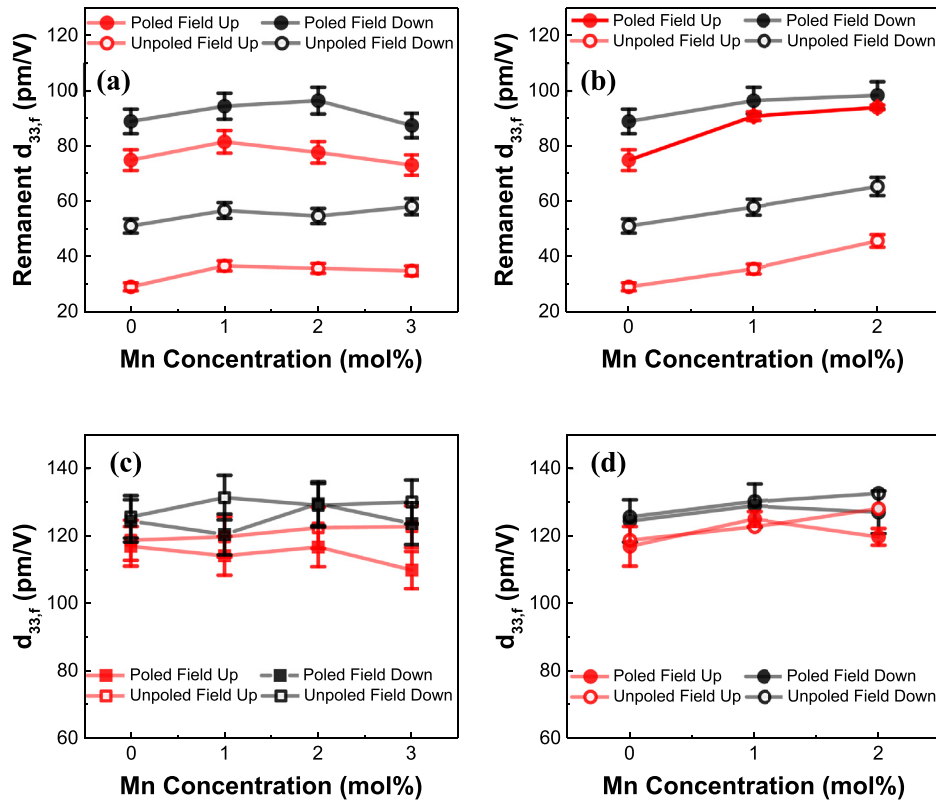 Poled Field Up Poled Field Down
Unpoled Field Up Unpoled Field Down
(a)
Remanent d33,f (pm/V)
120
100
80
60
40
20
0 1 2 3
Mn Concentration (mol%)
Poled Field Up Poled Field Down
Unpoled Field Up Unpoled Field Down
(b)
Remanent d33,f (pm/V)
120
100
80
60
40
20
0 1 2
Mn Concentration (mol%)
(c)
d33,f (pm/V)
140
120
100
80
60
Poled Field Up Poled Field Down
Unpoled Field Up Unpoled Field Down
0 1 2 3
Mn Concentration (mol%)
(d)
d33,f (pm/V)
140
120
100
80
60
Poled Field Up Poled Field Down
Unpoled Field Up Unpoled Field Down
0 1 2
Mn Concentration (mol%)